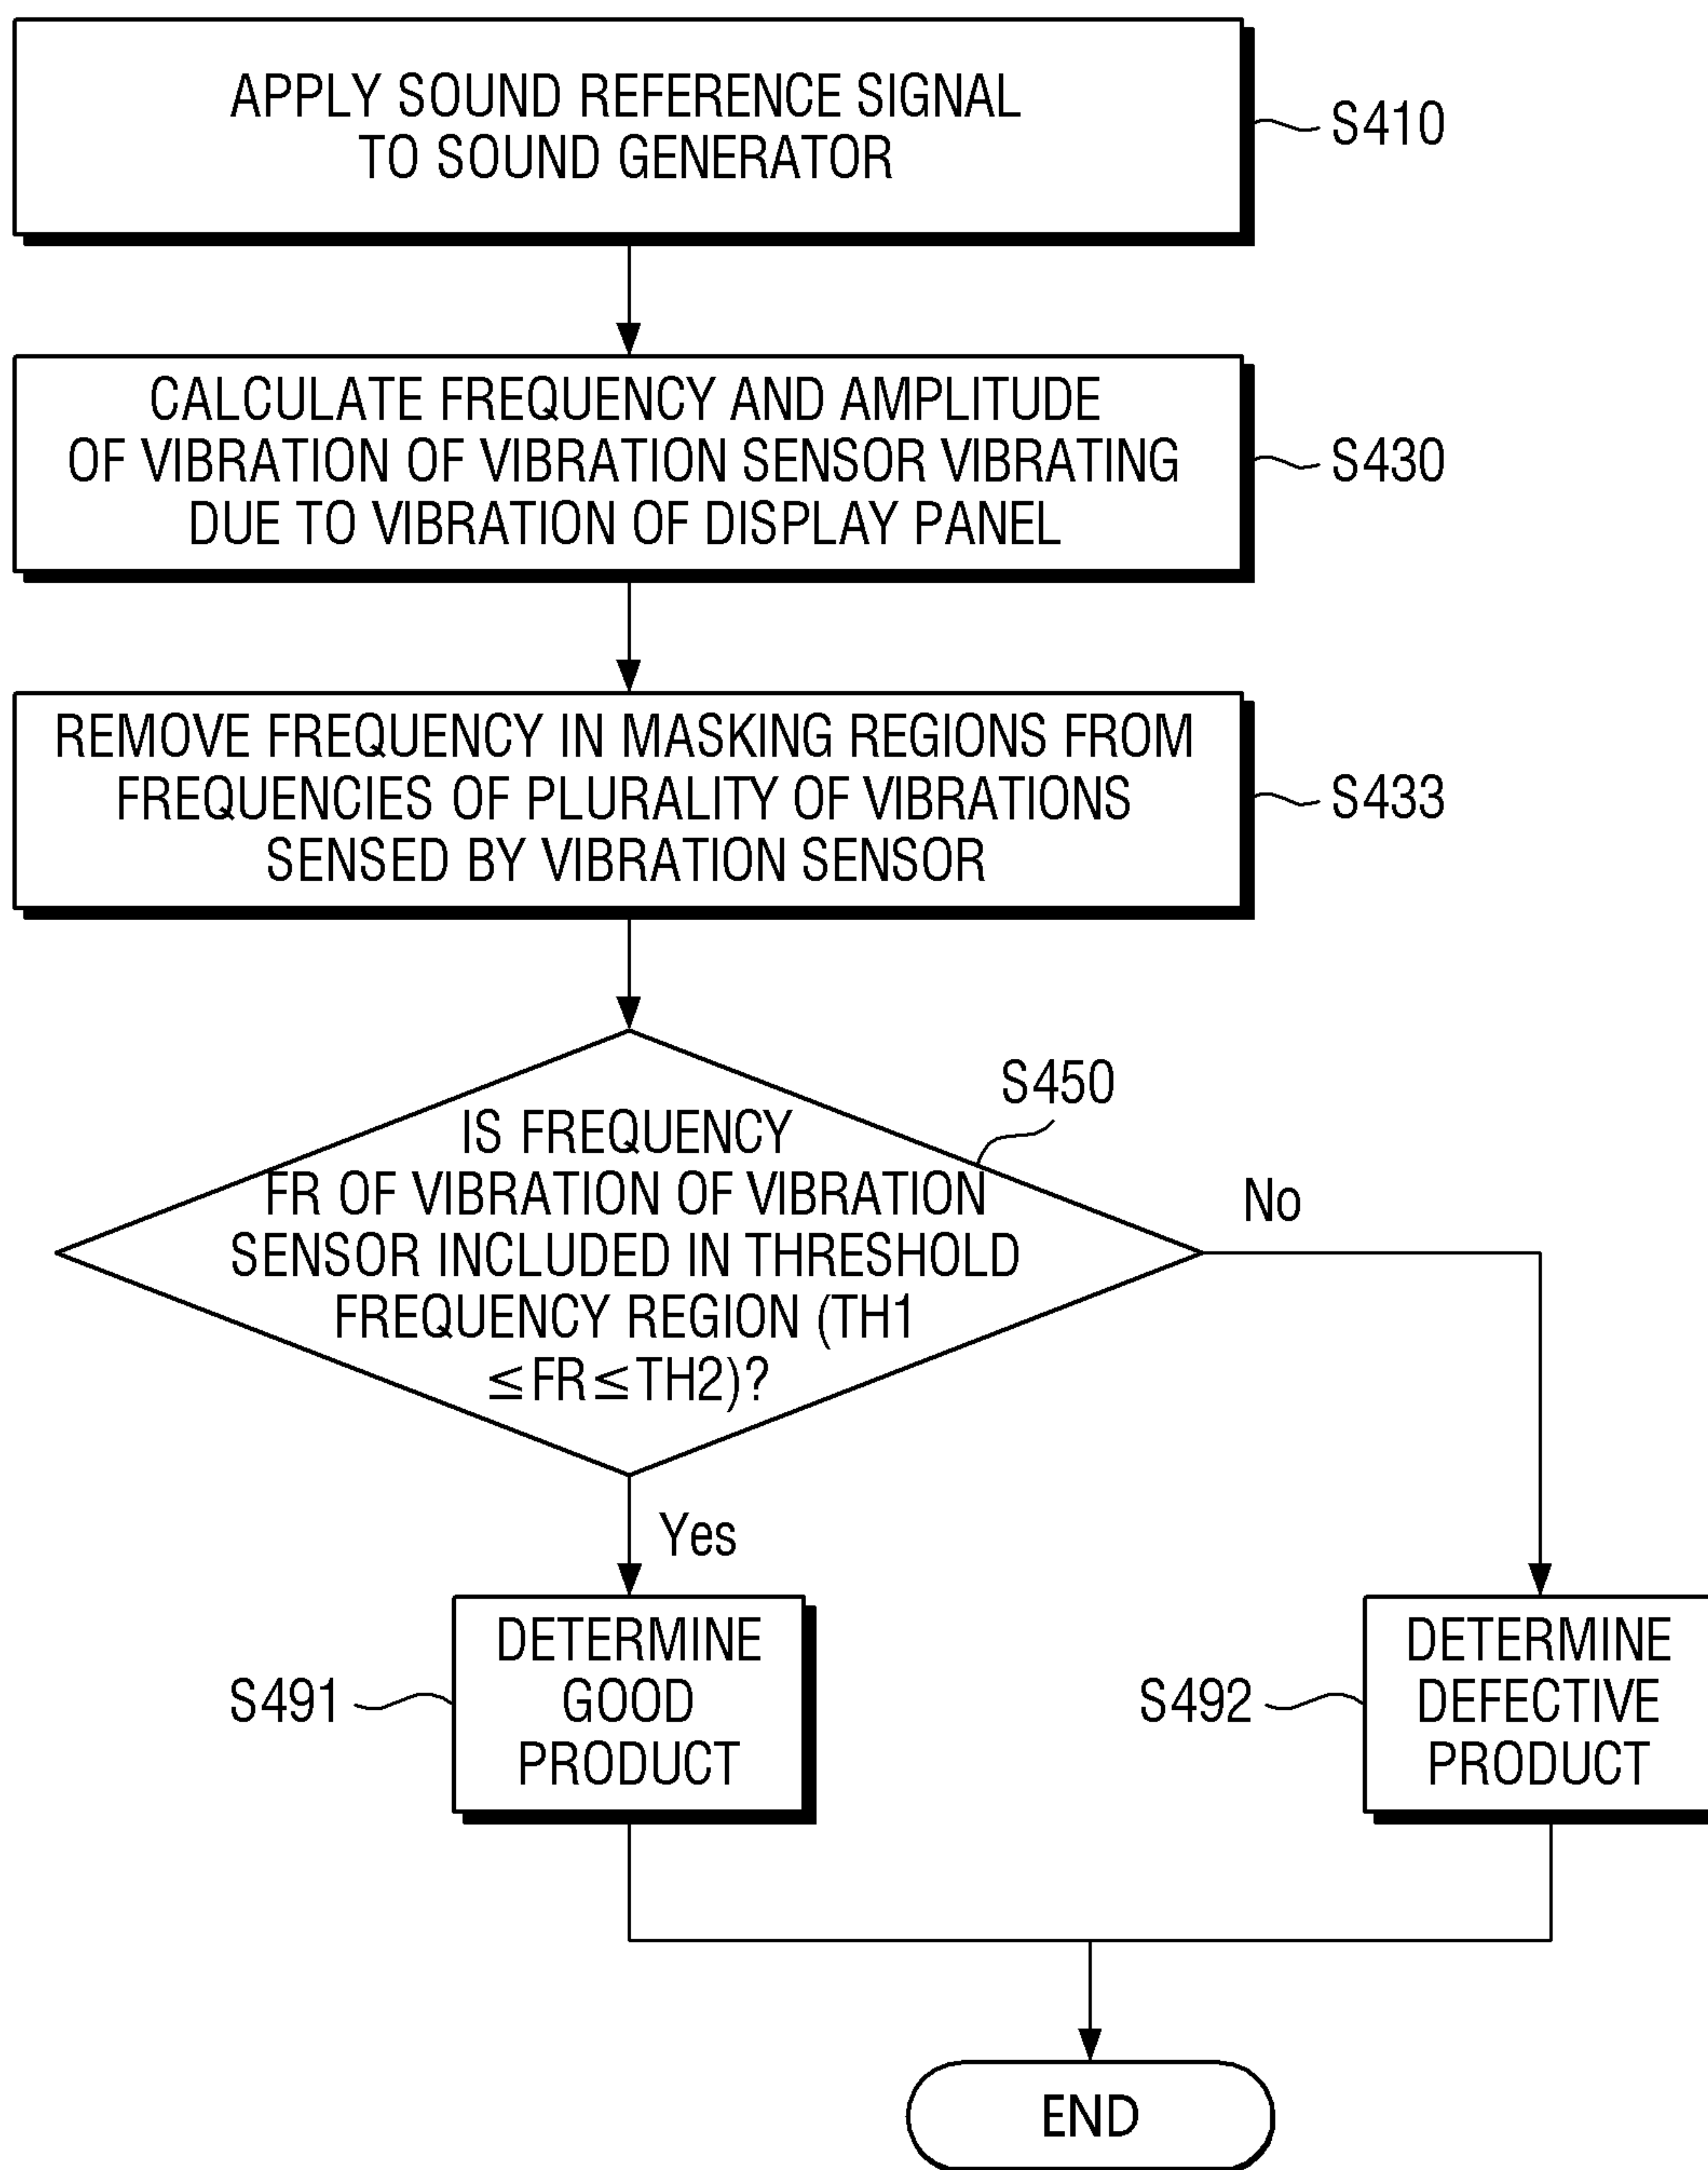 APPLY SOUND REFERENCE SIGNAL
TO SOUND GENERATOR
S410
CALCULATE FREQUENCY AND AMPLITUDE
OF VIBRATION OF VIBRATION SENSOR VIBRATING
DUE TO VIBRATION OF DISPLAY PANEL
S430
REMOVE FREQUENCY IN MASKING REGIONS FROM
FREQUENCIES OF PLURALITY OF VIBRATIONS
SENSED BY VIBRATION SENSOR
S433
S450
IS FREQUENCY
FR OF VIBRATION OF VIBRATION
SENSOR INCLUDED IN THRESHOLD
FREQUENCY REGION (TH1
≤FR≤TH2)?
No
Yes
DETERMINE
GOOD
PRODUCT
S491
DETERMINE
DEFECTIVE
PRODUCT
S492
END